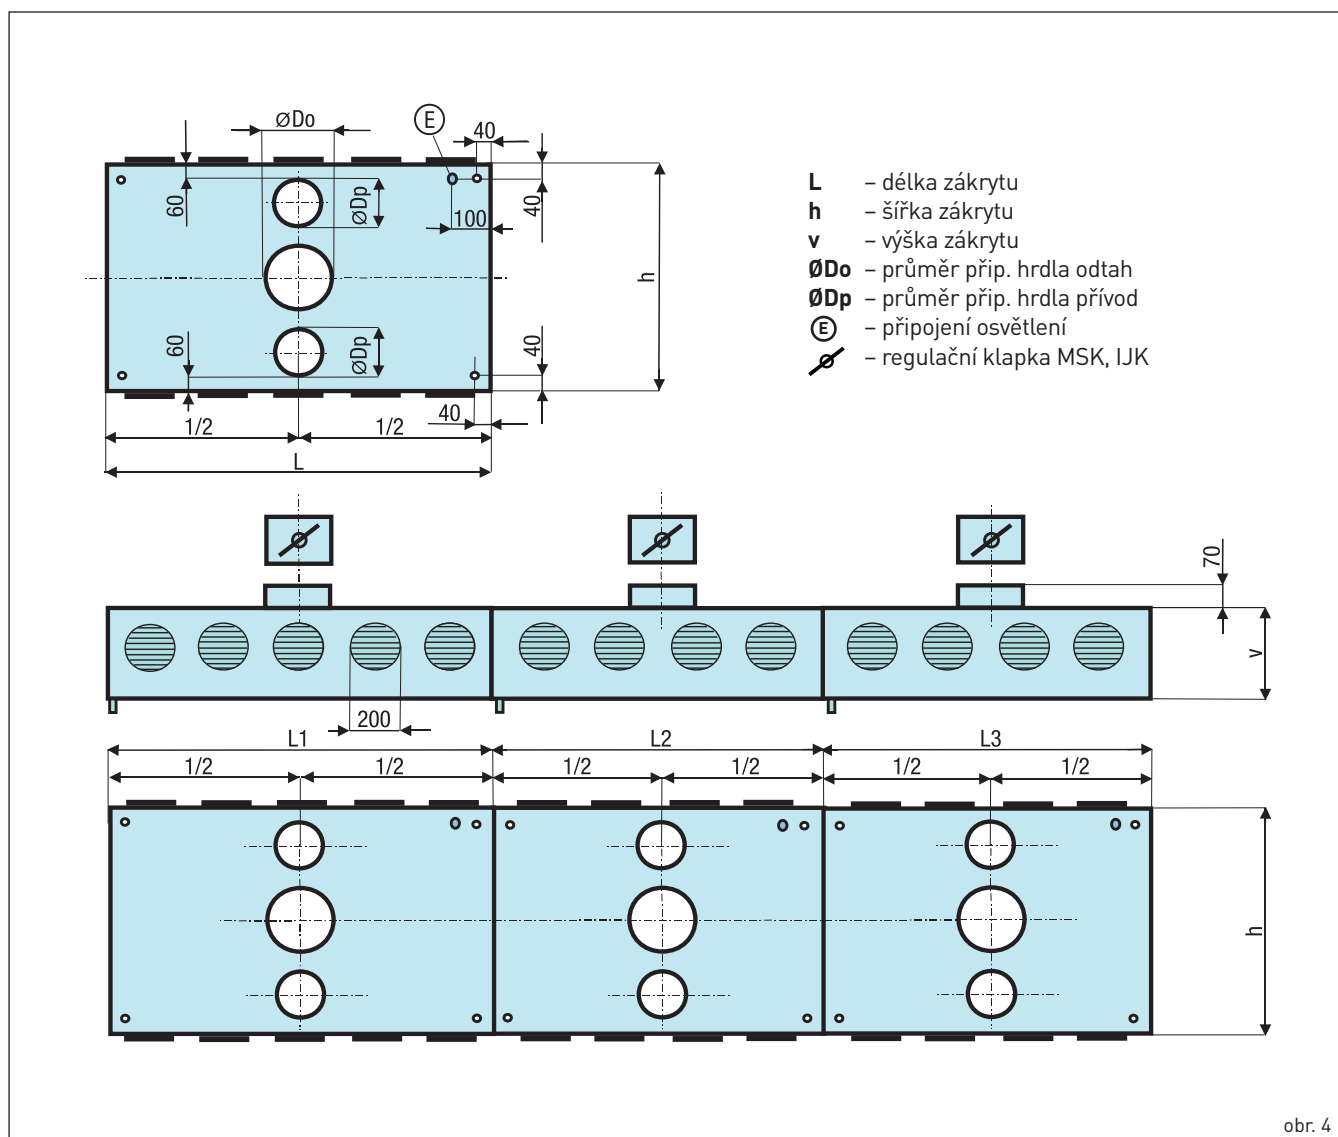 ØDo
E
40
60
ØDp
100
40
h
60
ØDp
40
40
1/2
1/2
L
L – délka zákrytu
h – šířka zákrytu
v – výška zákrytu
ØDo – průměr přip. hrdla odtah
ØDp – průměr přip. hrdla přívod
E – připojení osvětlení
– regulační klapka MSK, IJK
70
v
200
L1
L2
L3
1/2
1/2
1/2
1/2
1/2
1/2
h
obr. 4